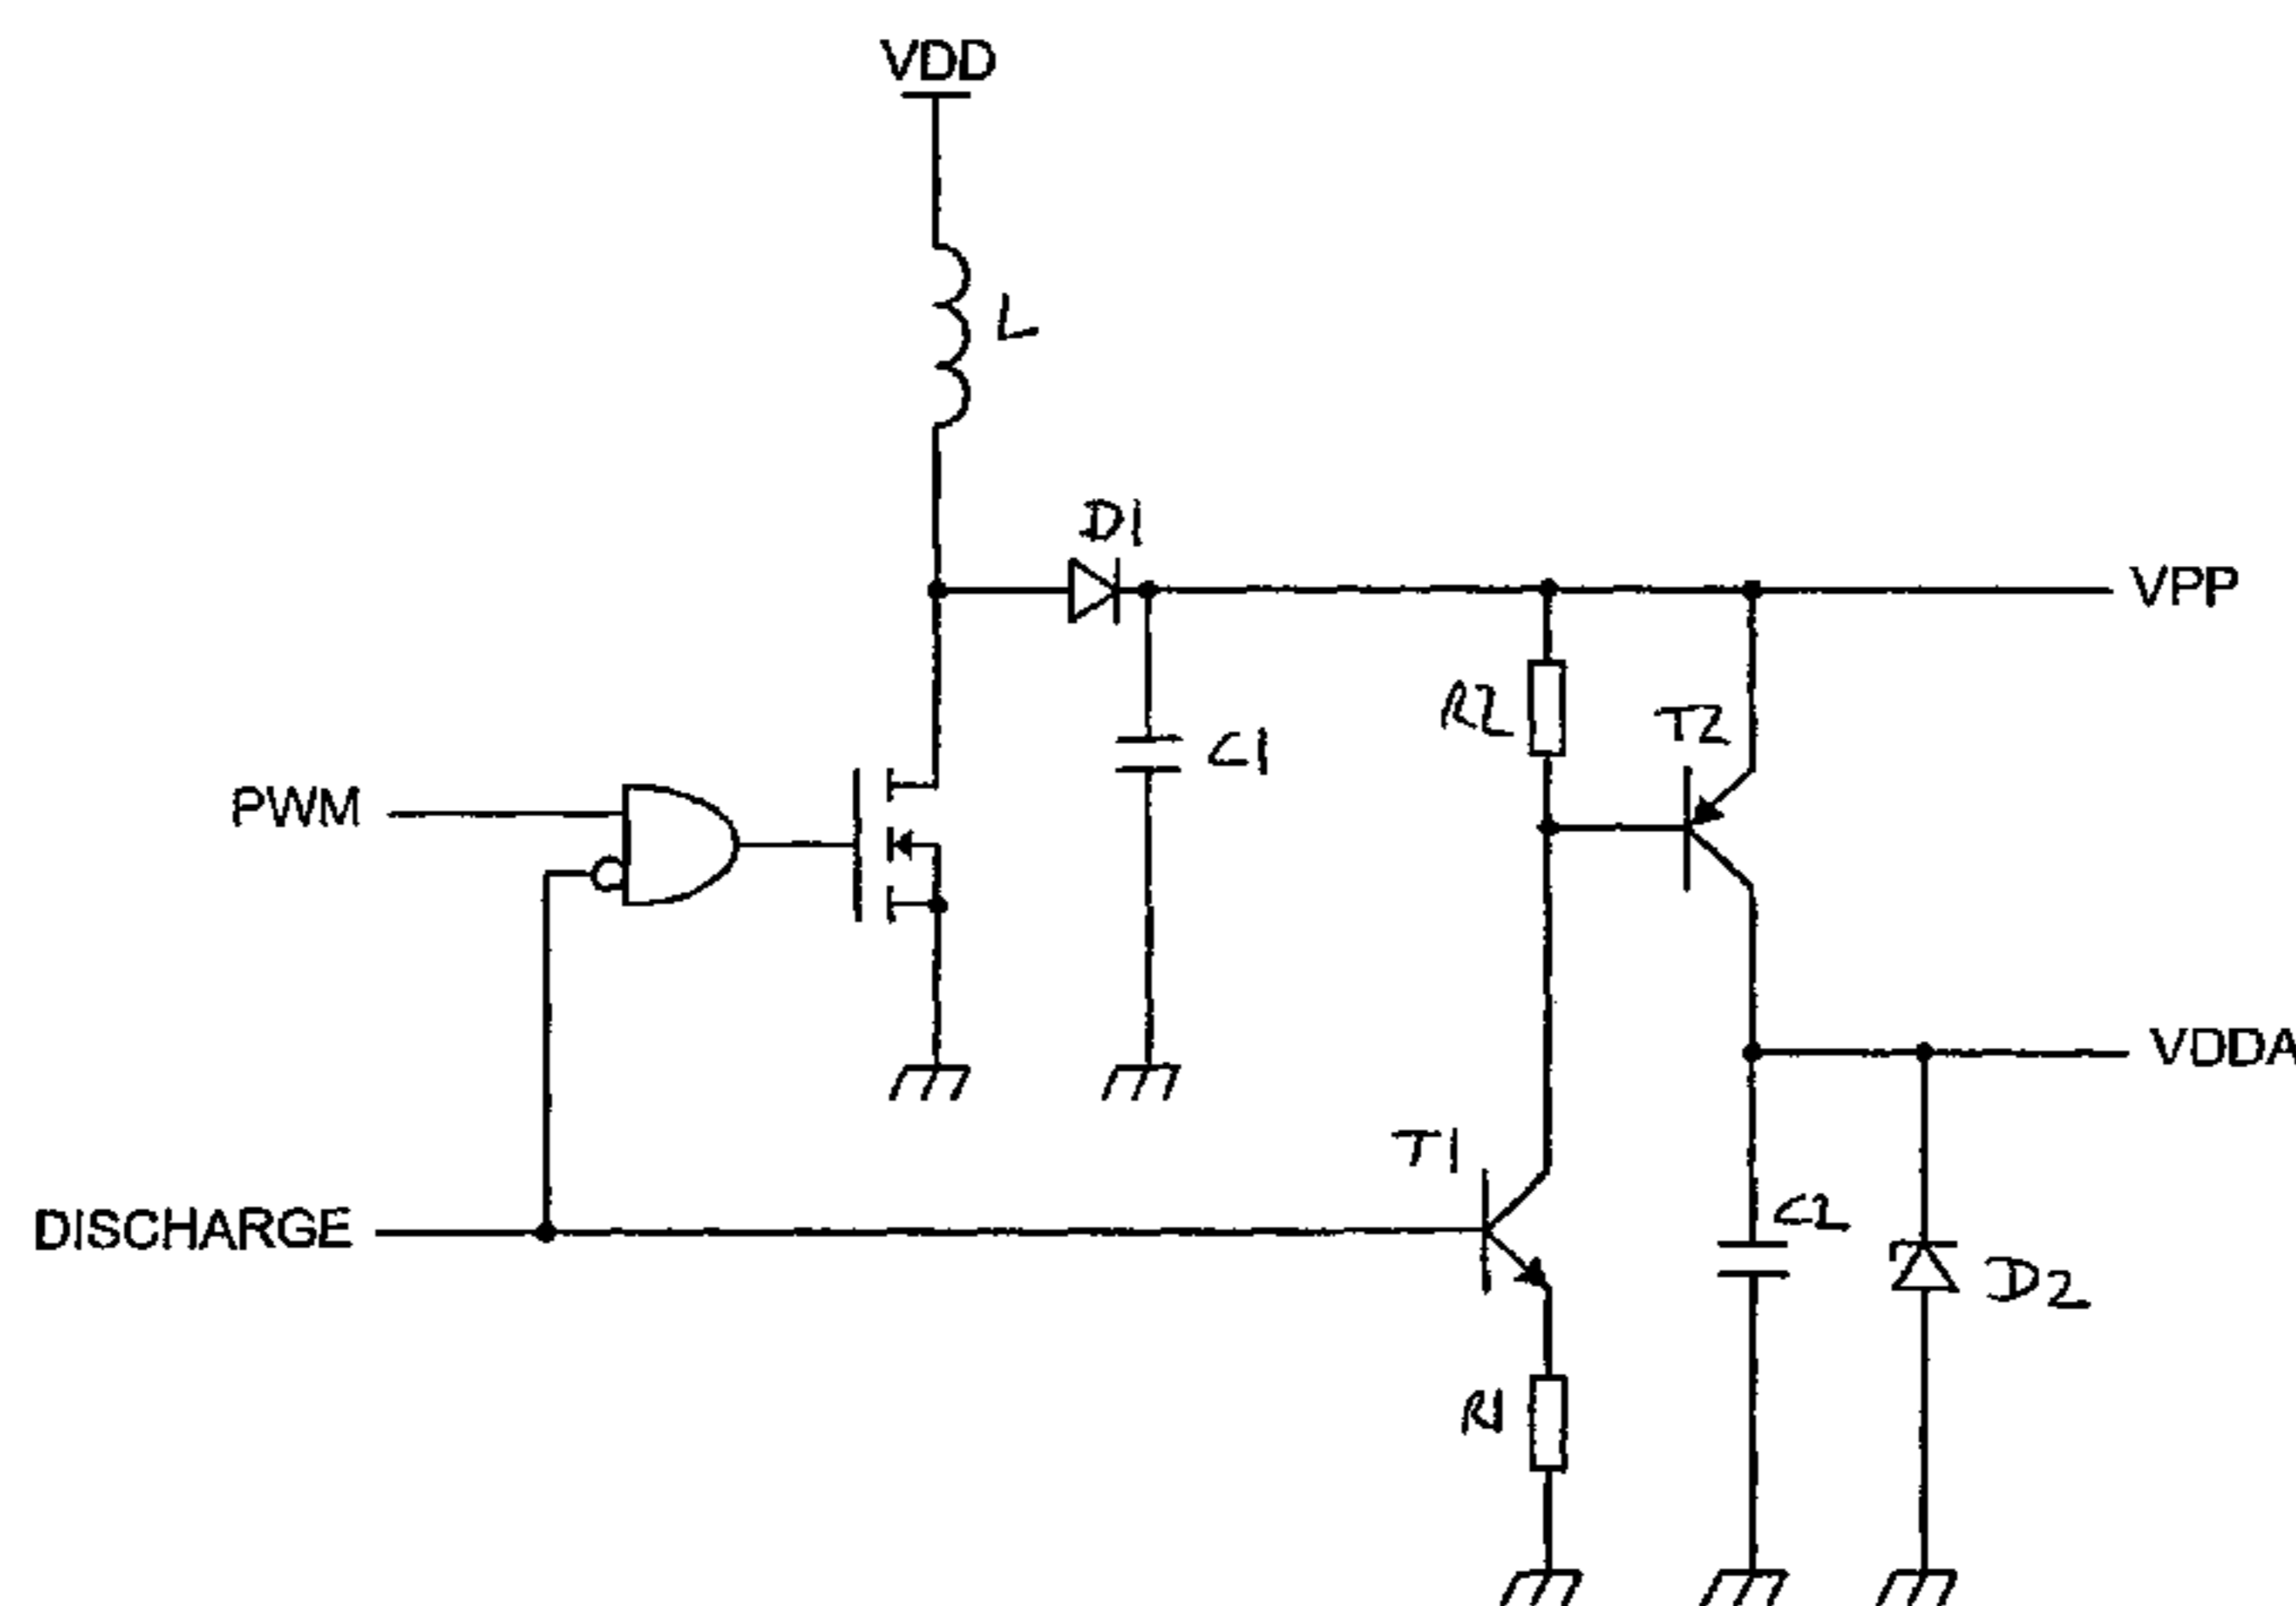 VDD
L
D1
VPP
R2
T2
C1
PWM
VDDA
T1
C2
DISCHARGE
D2
R1